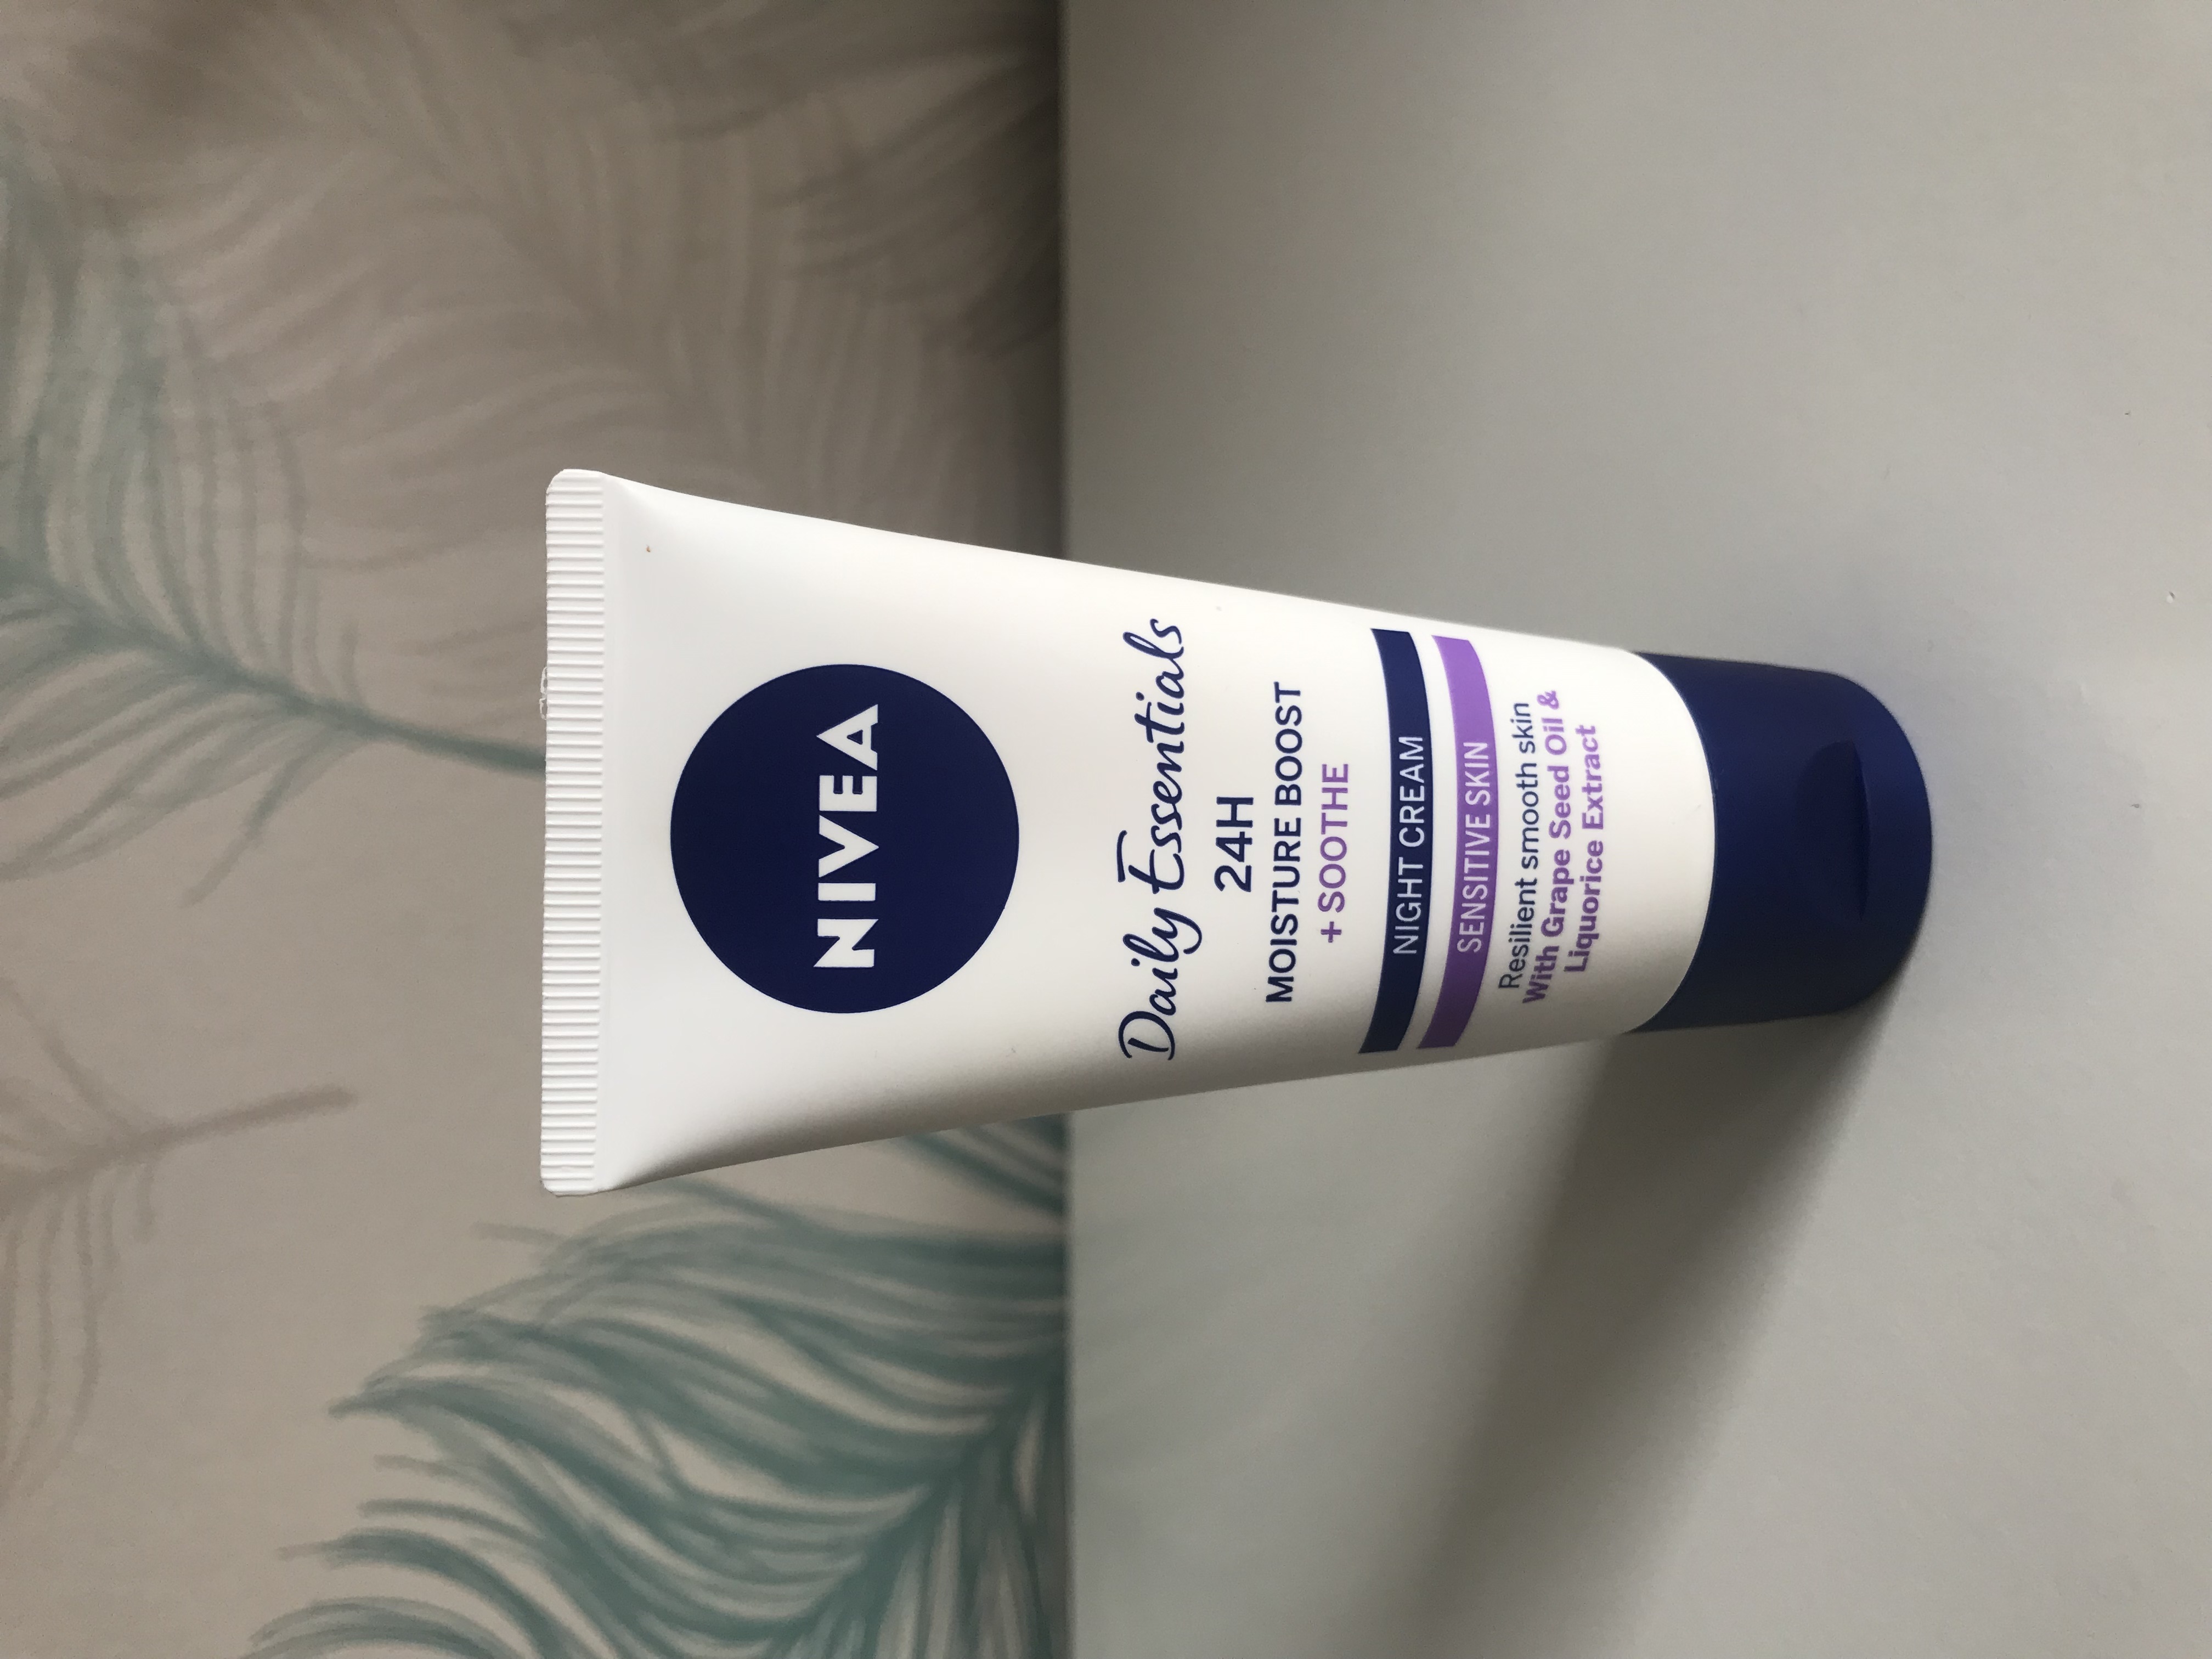 NIVEA
Daily Essentials
24H
MOISTURE BOOST
+ SOOTHE
NIGHT CREAM
SENSITIVE SKIN
Resilient smooth skin
With Grape Seed Oil &
Liquorice Extract